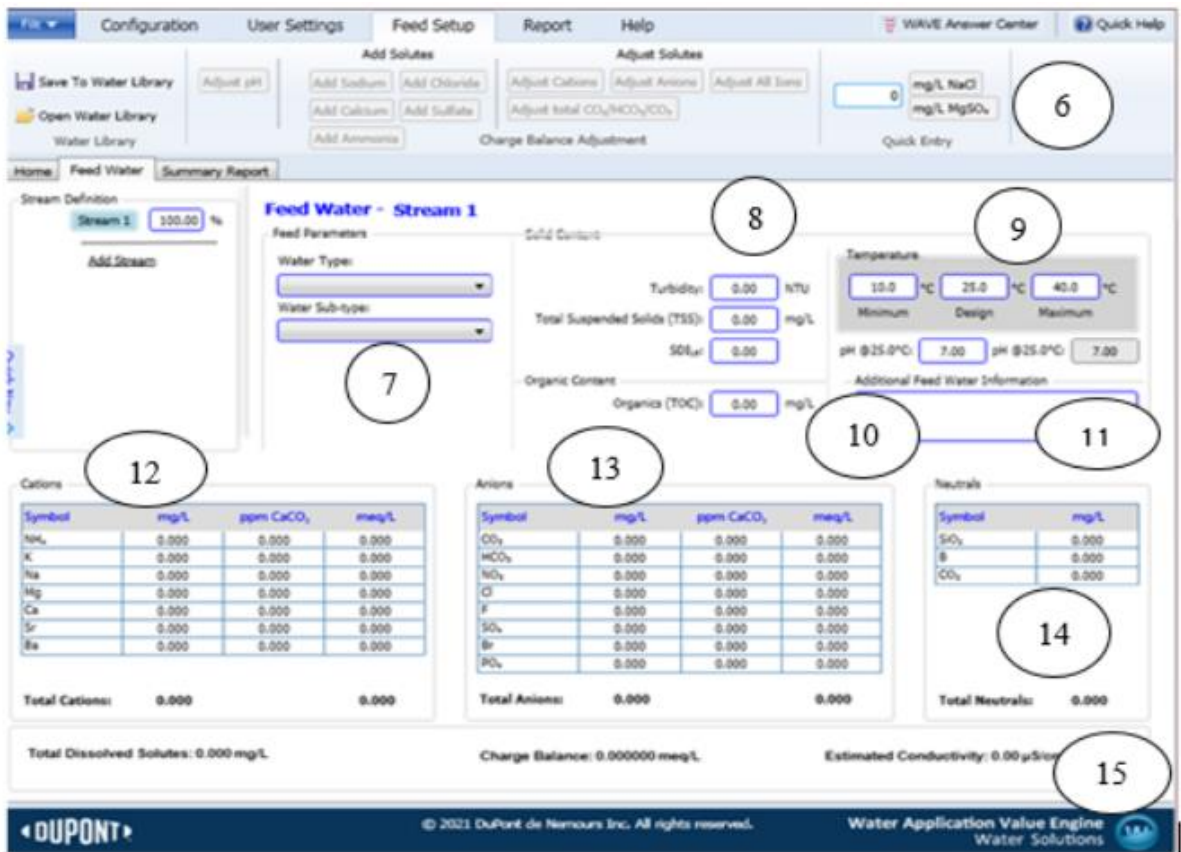 File Configuration User Settings Feed Setup Report Help WAVE Answer Center Quick Help
Add Solutes Adjust Solutes
Save To Water Library Adjust pH Add Sodium Add Chloride Adjust Cations Adjust Anions Adjust All Ions 0 mg/L NaCl 6
Open Water Library Add Calcium Add Sulfate Adjust total CO₂/HCO₃/CO₃ mg/L MgSO₄
Water Library Add Ammonia Charge Balance Adjustment Quick Entry
Home Feed Water Summary Report
Stream Definition
Stream 1 100.00 %
Add Stream
Feed Water - Stream 1
8
9
Feed Parameters
Water Type:
Water Sub-type:
7
Solid Content
Turbidity: 0.00 NTU
Total Suspended Solids (TSS): 0.00 mg/L
SDI₁₅: 0.00
Organic Content
Organics (TOC): 0.00 mg/L
Temperature
10.0 °C 25.0 °C 40.0 °C
Minimum Design Maximum
pH @25.0°C: 7.00 pH @25.0°C: 7.00
Additional Feed Water Information
10 11
12 13
Cations
Symbol mg/L ppm CaCO₃ meq/L
NH₄ 0.000 0.000 0.000
K 0.000 0.000 0.000
Na 0.000 0.000 0.000
Mg 0.000 0.000 0.000
Ca 0.000 0.000 0.000
Sr 0.000 0.000 0.000
Ba 0.000 0.000 0.000
Total Cations: 0.000 0.000
Anions
Symbol mg/L ppm CaCO₃ meq/L
CO₃ 0.000 0.000 0.000
HCO₃ 0.000 0.000 0.000
NO₃ 0.000 0.000 0.000
Cl 0.000 0.000 0.000
F 0.000 0.000 0.000
SO₄ 0.000 0.000 0.000
Br 0.000 0.000 0.000
PO₄ 0.000 0.000 0.000
Total Anions: 0.000 0.000
Neutrals
Symbol mg/L
SiO₂ 0.000
B 0.000
CO₂ 0.000
14
Total Neutrals: 0.000
Total Dissolved Solutes: 0.000 mg/L Charge Balance: 0.000000 meq/L Estimated Conductivity: 0.00
15
DUPONT © 2021 DuPont de Nemours Inc. All rights reserved. Water Application Value Engine
Water Solutions